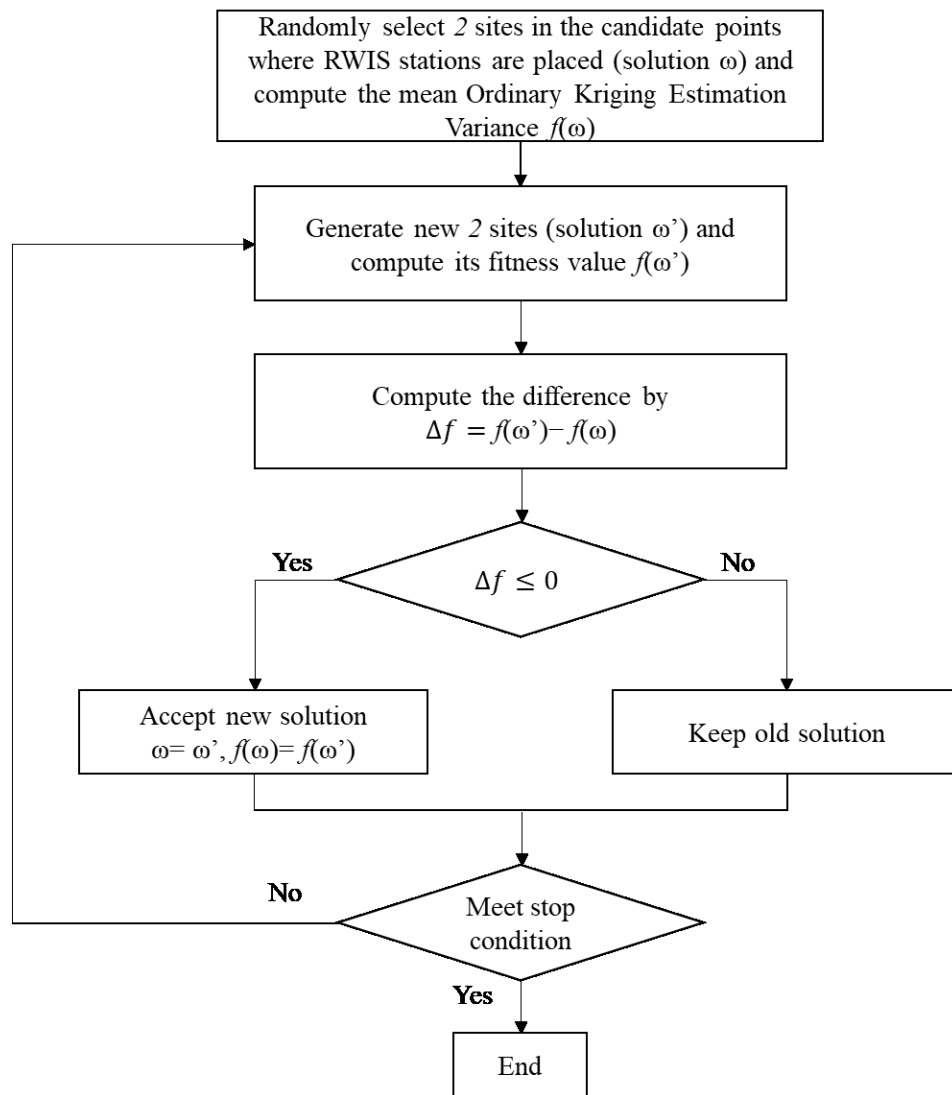 Randomly select 2 sites in the candidate points
where RWIS stations are placed (solution ω) and
compute the mean Ordinary Kriging Estimation
Variance f(ω)
Generate new 2 sites (solution ω’) and
compute its fitness value f(ω’)
Compute the difference by
Δf = f(ω’)− f(ω)
Yes
Δf ≤ 0
No
Accept new solution
ω= ω’, f(ω)= f(ω’)
Keep old solution
No
Meet stop
condition
Yes
End